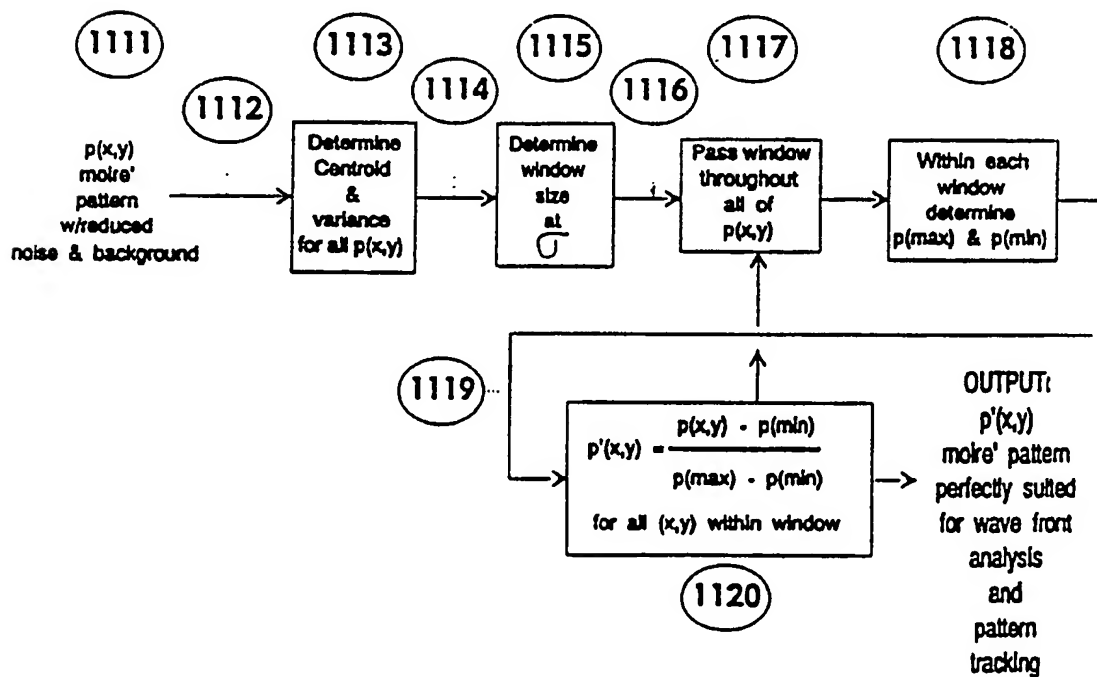 1111
1113
1115
1117
1118
1112
1114
1116
p(x,y)
moire'
pattern
w/reduced
noise & background
Determine
Centroid
&
variance
for all p(x,y)
Determine
window
size
at
σ
Pass window
throughout
all of
p(x,y)
Within each
window
determine
p(max) & p(min)
1119
p'(x,y) = p(x,y) - p(min)
p(max) - p(min)
for all (x,y) within window
1120
OUTPUT:
p'(x,y)
moire' pattern
perfectly suited
for wave front
analysis
and
pattern
tracking